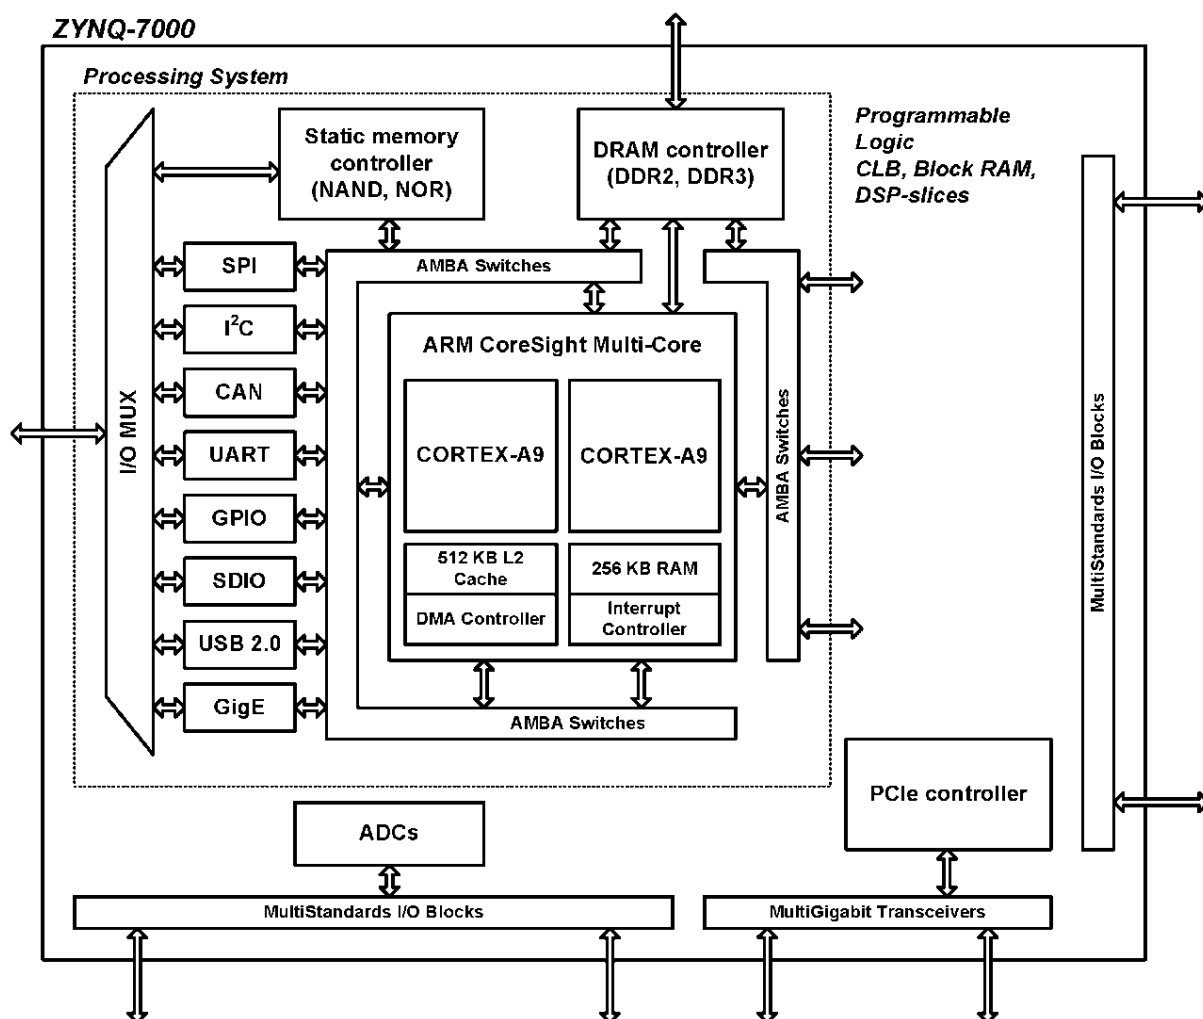 ZYNQ-7000
Processing System
Static memory
controller
(NAND, NOR)
DRAM controller
(DDR2, DDR3)
Programmable
Logic
CLB, Block RAM,
DSP-slices
I/O MUX
SPI
I²C
CAN
UART
GPIO
SDIO
USB 2.0
GigE
AMBA Switches
ARM CoreSight Multi-Core
CORTEX-A9
CORTEX-A9
512 KB L2
Cache
DMA Controller
256 KB RAM
Interrupt
Controller
AMBA Switches
AMBA Switches
MultiStandards I/O Blocks
PCIe controller
ADCs
MultiStandards I/O Blocks
MultiGigabit Transceivers